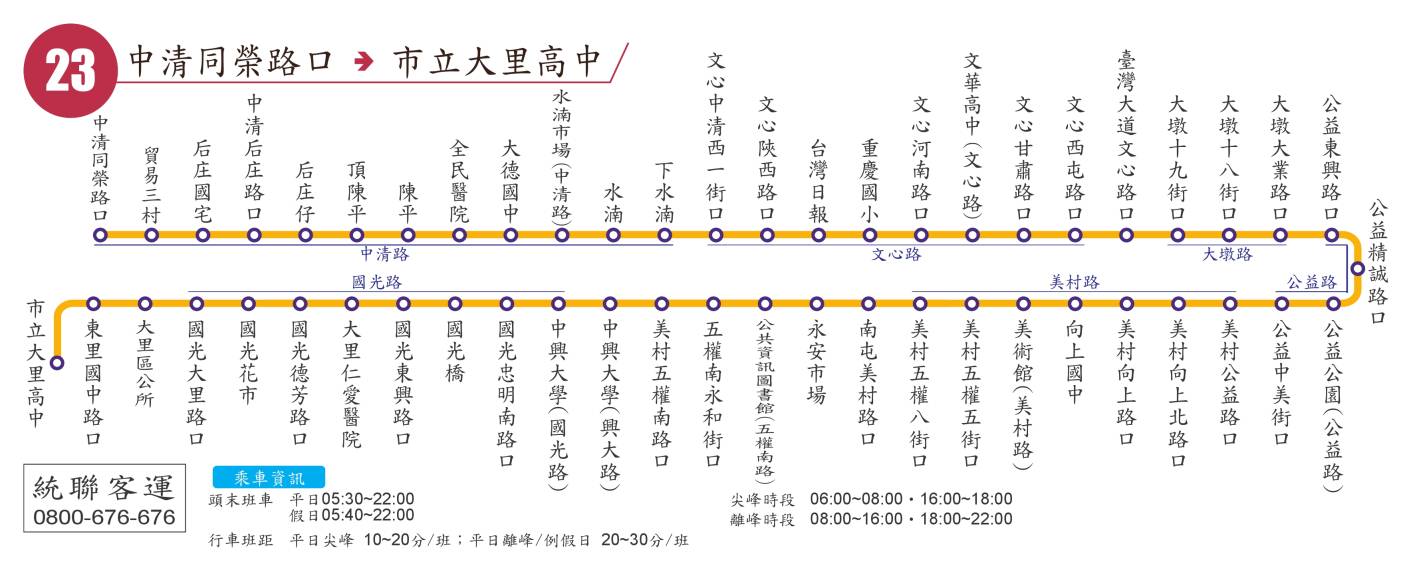 23
中清同榮路口 → 市立大里高中
中清同榮路口
貿易三村
后庄國宅
中清后庄路口
后庄仔
頂陳平
陳平
全民醫院
大德國中
水湳市場(中清路)
水湳
下水湳
文心中清西一街口
文心陝西路口
台灣日報
重慶國小
文心河南路口
文華高中(文心路)
文心甘肅路口
文心西屯路口
臺灣大道文心路口
大墩十九街口
大墩十八街口
大墩大業路口
公益東興路口
公益精誠路口
中清路
文心路
大墩路
國光路
美村路
公益路
市立大里高中
東里國中路口
大里區公所
國光大里路口
國光花市
國光德芳路口
大里仁愛醫院
國光東興路口
國光橋
國光忠明南路口
中興大學(國光路)
中興大學(興大路)
美村五權南路口
五權南永和街口
公共資訊圖書館(五權南路)
永安市場
南屯美村路口
美村五權八街口
美村五權五街口
美術館(美村路)
向上國中
美村向上路口
美村向上北路口
美村公益路口
公益中美街口
公益公園(公益路)
統聯客運
0800-676-676
乘車資訊
頭末班車 平日05:30~22:00
假日05:40~22:00
行車班距 平日尖峰 10~20分/班；平日離峰/例假日 20~30分/班
尖峰時段 06:00~08:00・16:00~18:00
離峰時段 08:00~16:00・18:00~22:00